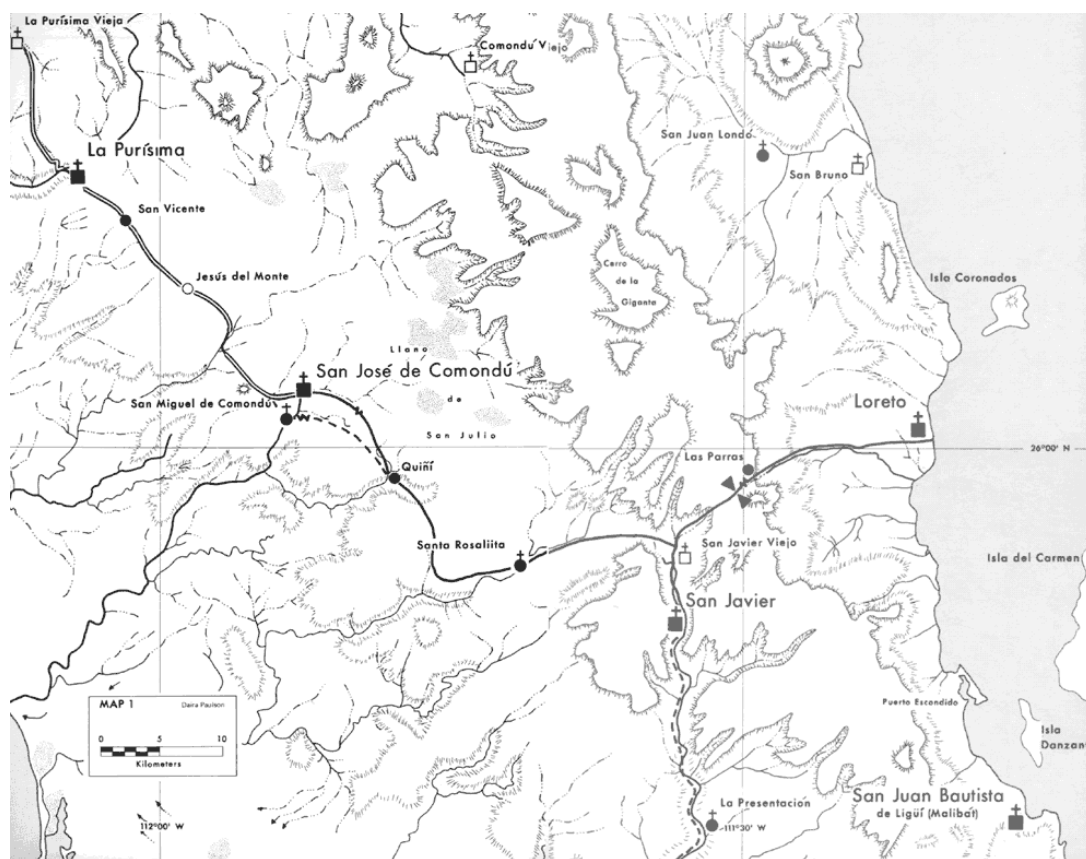 La Purísima Vieja
Comondú Viejo
San Juan Londo
San Bruno
La Purísima
San Vicente
Jesús del Monte
Cerro
de la
Giganta
Isla Coronados
Llano
de
San Julio
San José de Comondú
San Miguel de Comondú
Loreto
26°00' N
Las Parras
Quiñí
Santa Rosaliita
San Javier Viejo
Isla del Carmen
San Javier
MAP 1
Daira Paulson
0 5 10
Kilometers
Puerto Escondido
Isla
Danzant
La Presentación
San Juan Bautista
de Ligüí (Malibat)
112°00' W
111°30' W